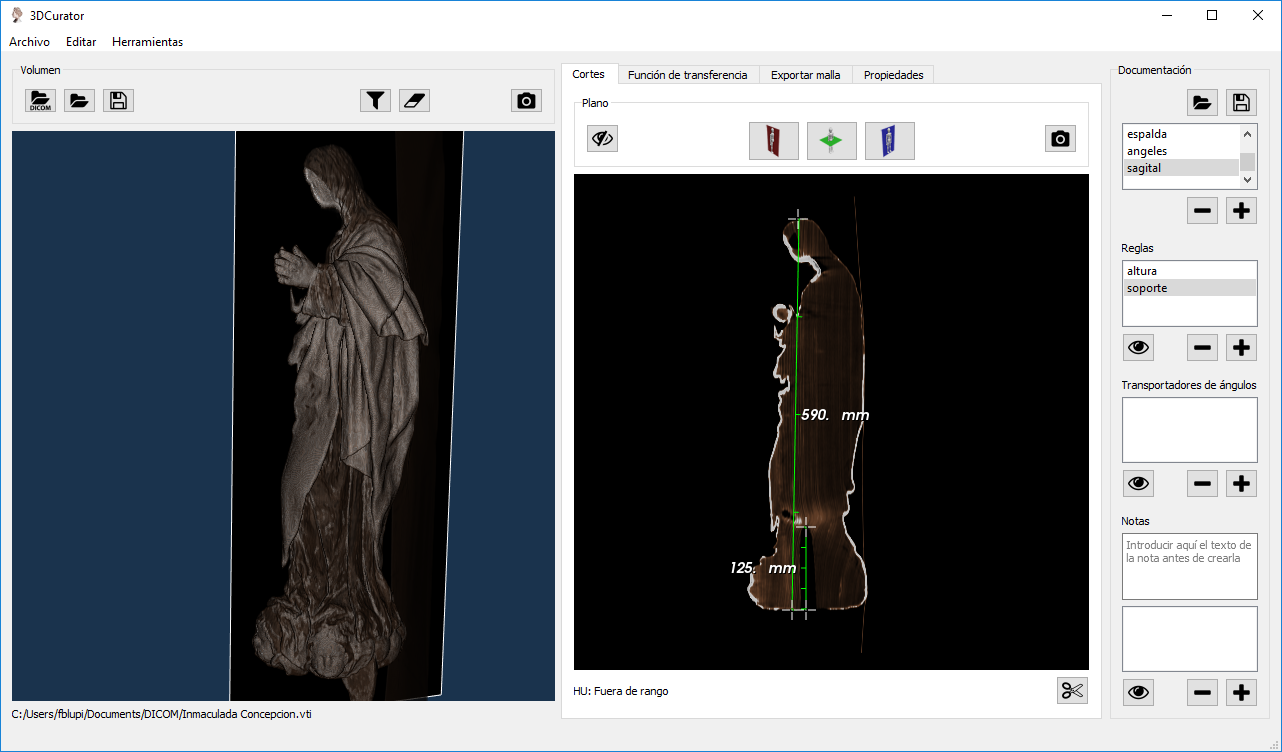 3DCurator
Archivo Editar Herramientas
Volumen
DICOM
C:/Users/fblupi/Documents/DICOM/Inmaculada Concepcion.vti
Cortes Función de transferencia Exportar malla Propiedades
Plano
590. mm
125. mm
HU: Fuera de rango
Documentación
espalda
angeles
sagital
Reglas
altura
soporte
Transportadores de ángulos
Notas
Introducir aquí el texto de
la nota antes de crearla